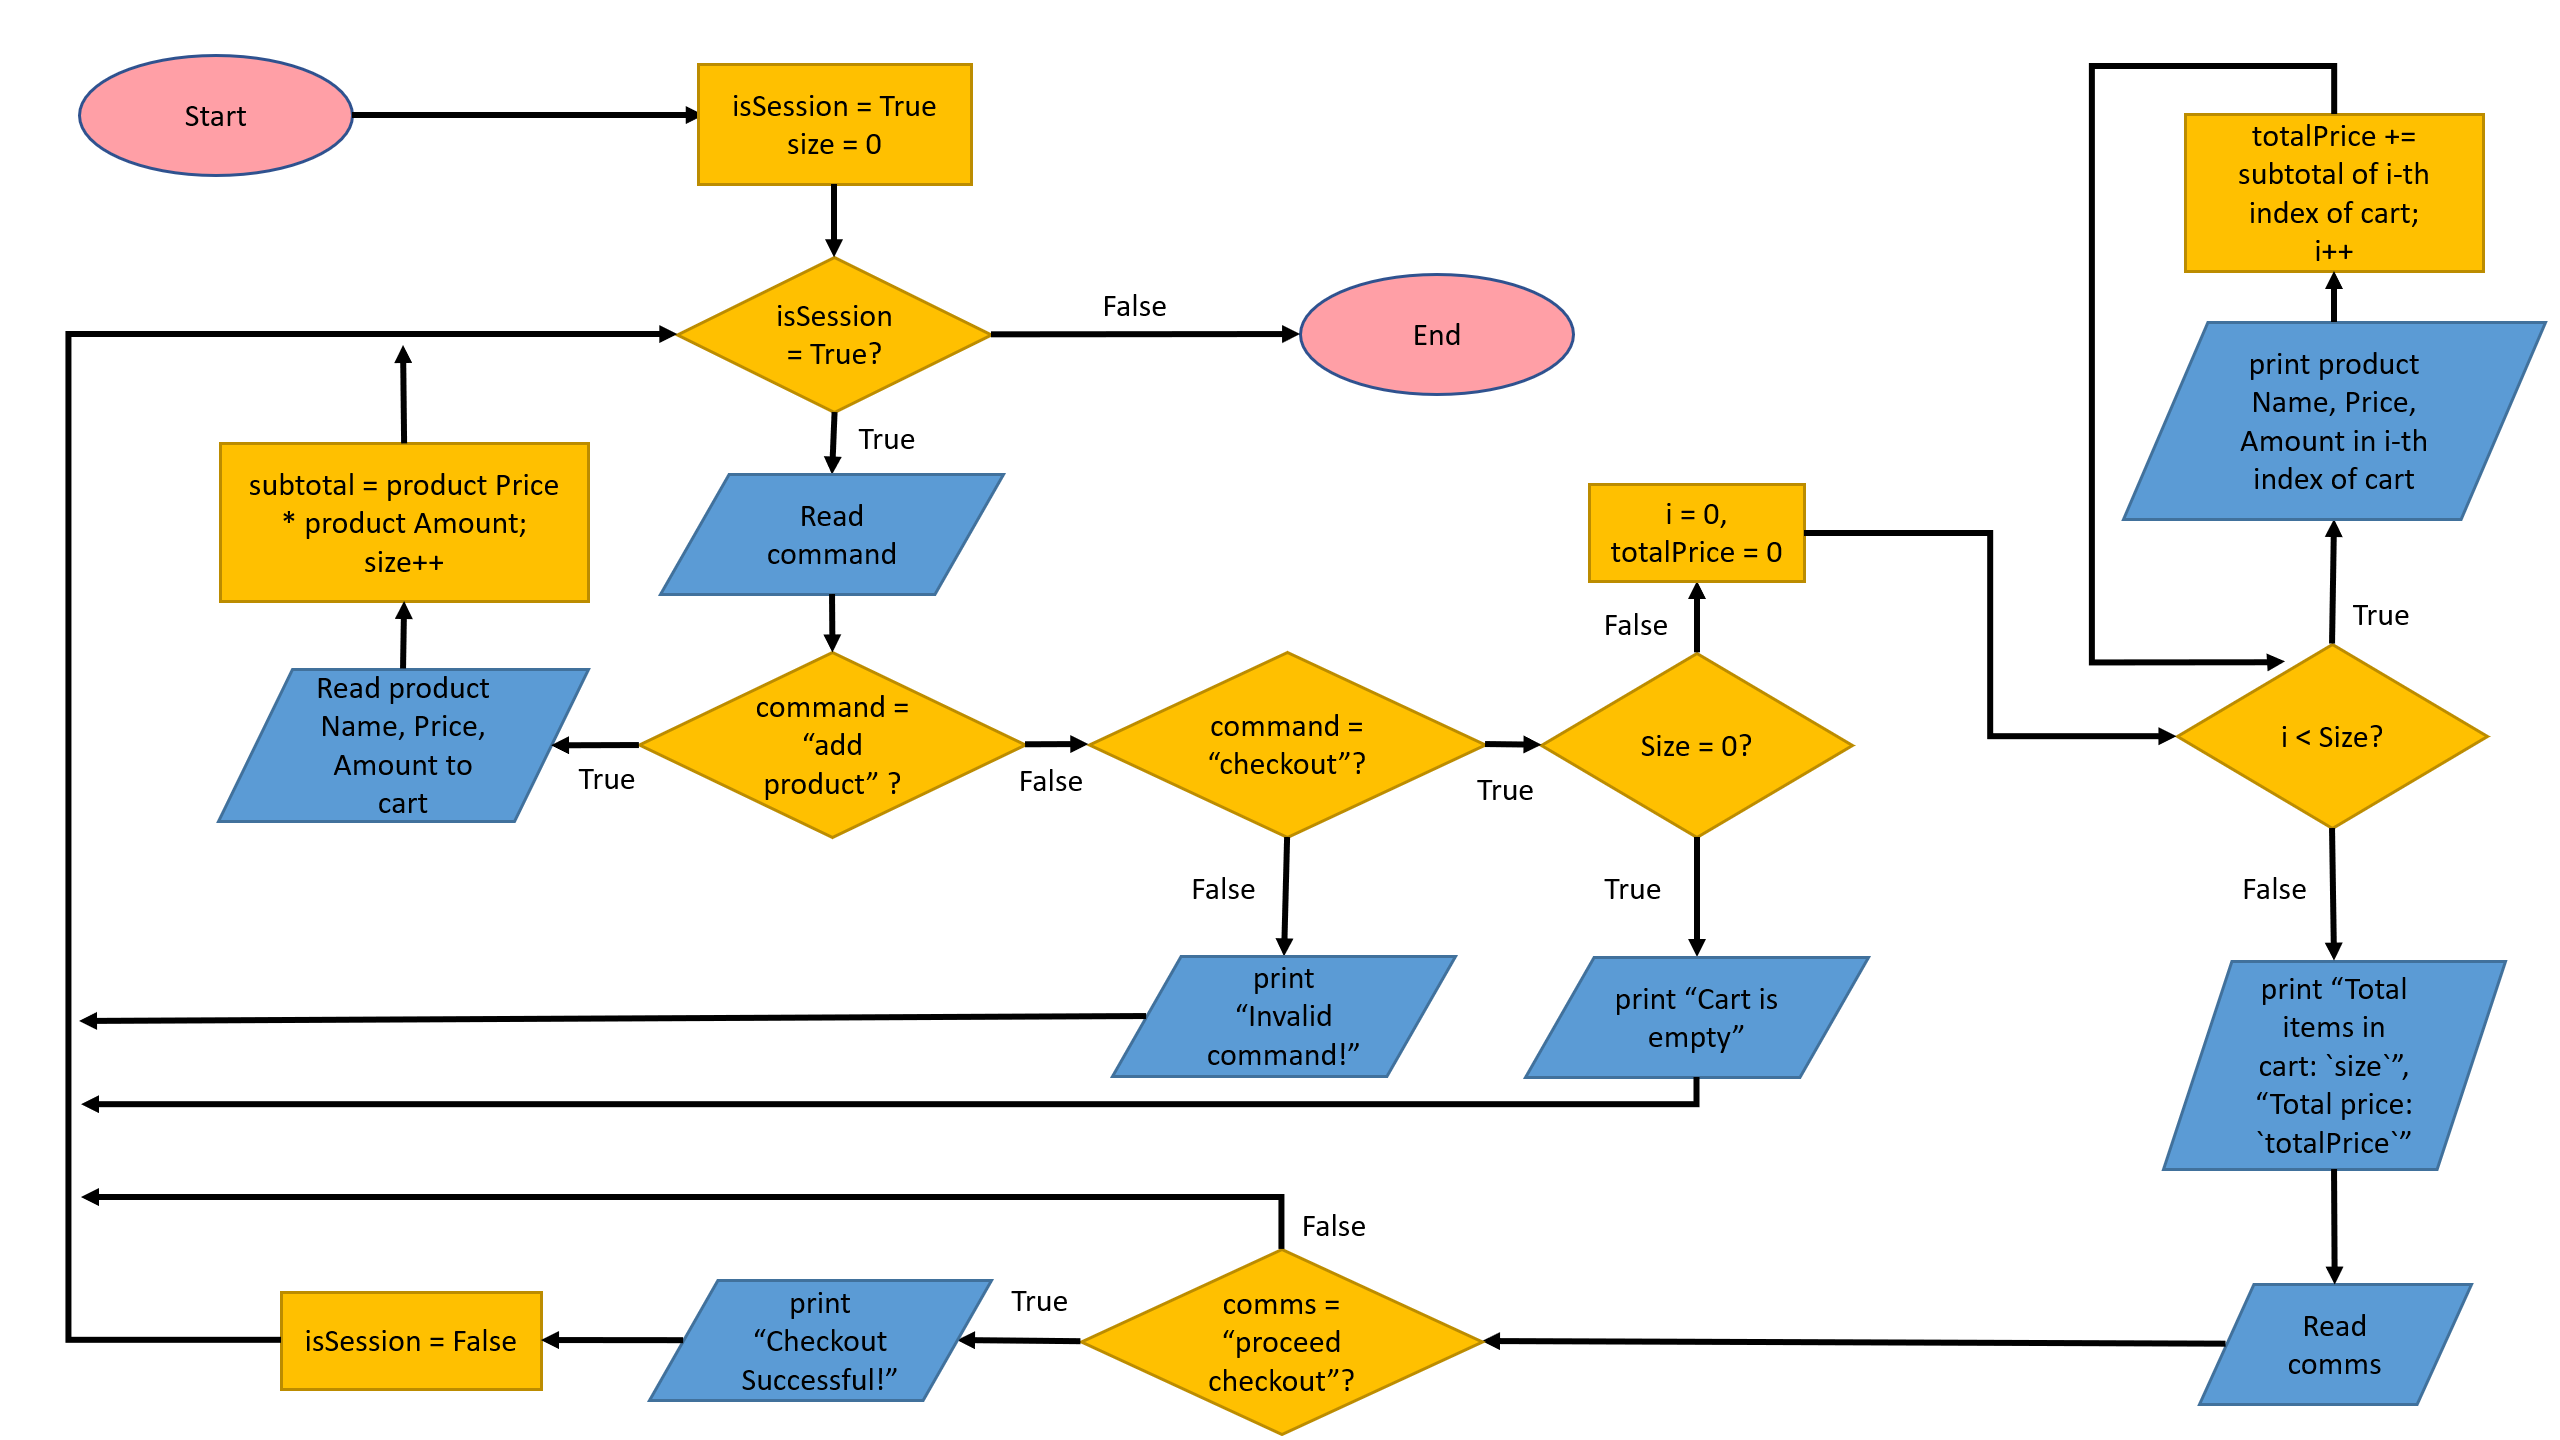 Start
isSession = True
size = 0
isSession
= True?
False
End
True
Read
command
command =
“add
product” ?
True
Read product
Name, Price,
Amount to
cart
subtotal = product Price
* product Amount;
size++
False
command =
“checkout”?
False
print
“Invalid
command!”
True
Size = 0?
True
print “Cart is
empty”
False
i = 0,
totalPrice = 0
i < Size?
True
print product
Name, Price,
Amount in i-th
index of cart
totalPrice +=
subtotal of i-th
index of cart;
i++
False
print “Total
items in
cart: `size`”,
“Total price:
`totalPrice`”
Read
comms
comms =
“proceed
checkout”?
False
True
print
“Checkout
Successful!”
isSession = False